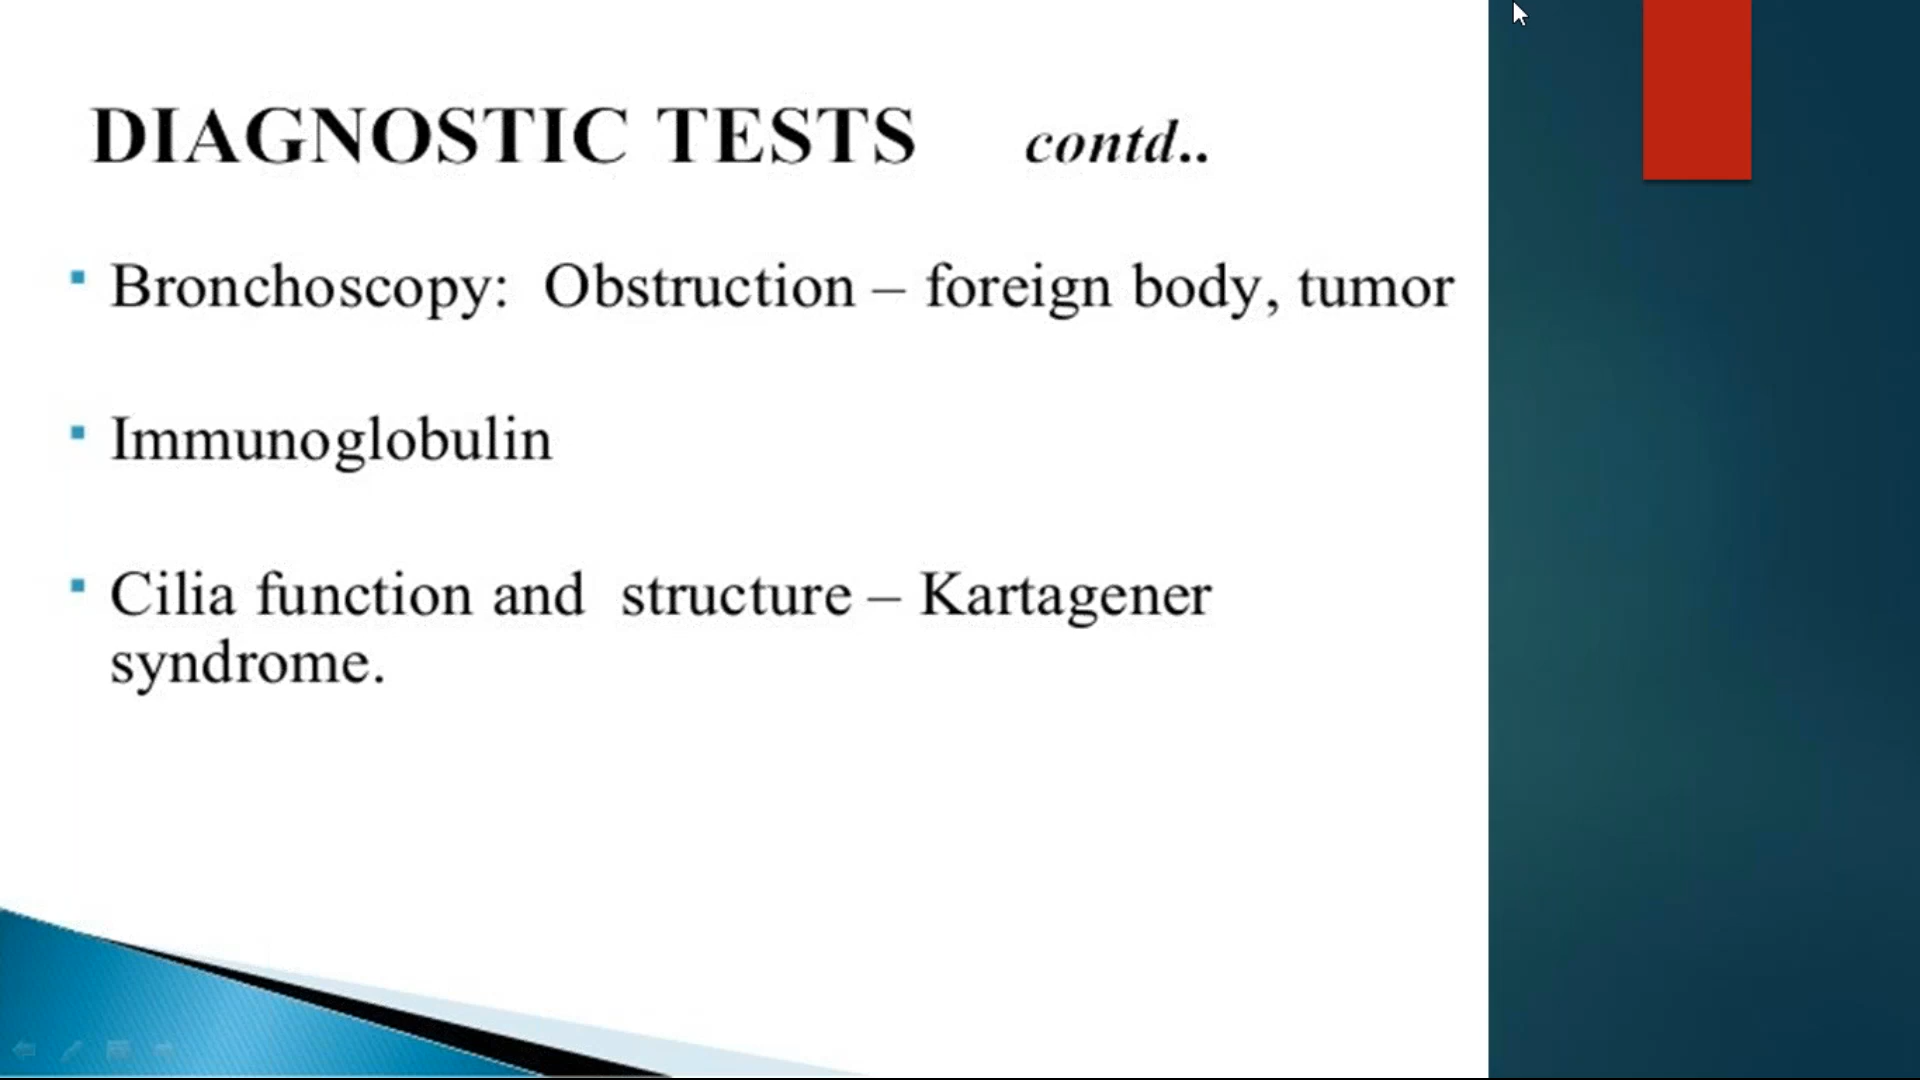 DIAGNOSTIC TESTS contd..
Bronchoscopy: Obstruction – foreign body, tumor
Immunoglobulin
Cilia function and structure – Kartagener
syndrome.